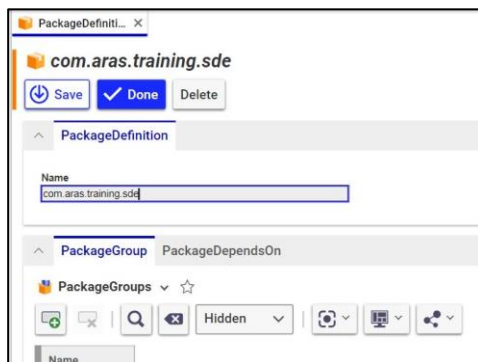 PackageDefiniti... ×
com.aras.training.sde
Save Done Delete
PackageDefinition
Name
com.aras.training.sde
PackageGroup PackageDependsOn
PackageGroups
Hidden
Name